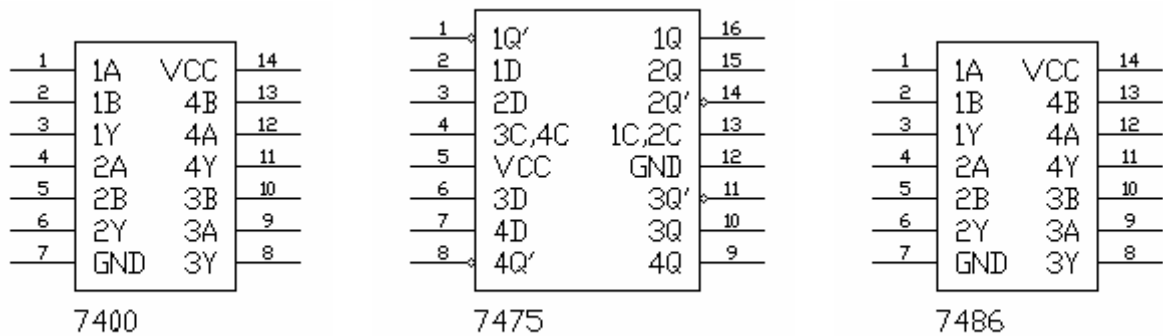 1 1A VCC 14
2 1B 4B 13
3 1Y 4A 12
4 2A 4Y 11
5 2B 3B 10
6 2Y 3A 9
7 GND 3Y 8
7400
1 1Q' 1Q 16
2 1D 2Q 15
3 2D 2Q' 14
4 3C,4C 1C,2C 13
5 VCC GND 12
6 3D 3Q' 11
7 4D 3Q 10
8 4Q' 4Q 9
7475
1 1A VCC 14
2 1B 4B 13
3 1Y 4A 12
4 2A 4Y 11
5 2B 3B 10
6 2Y 3A 9
7 GND 3Y 8
7486